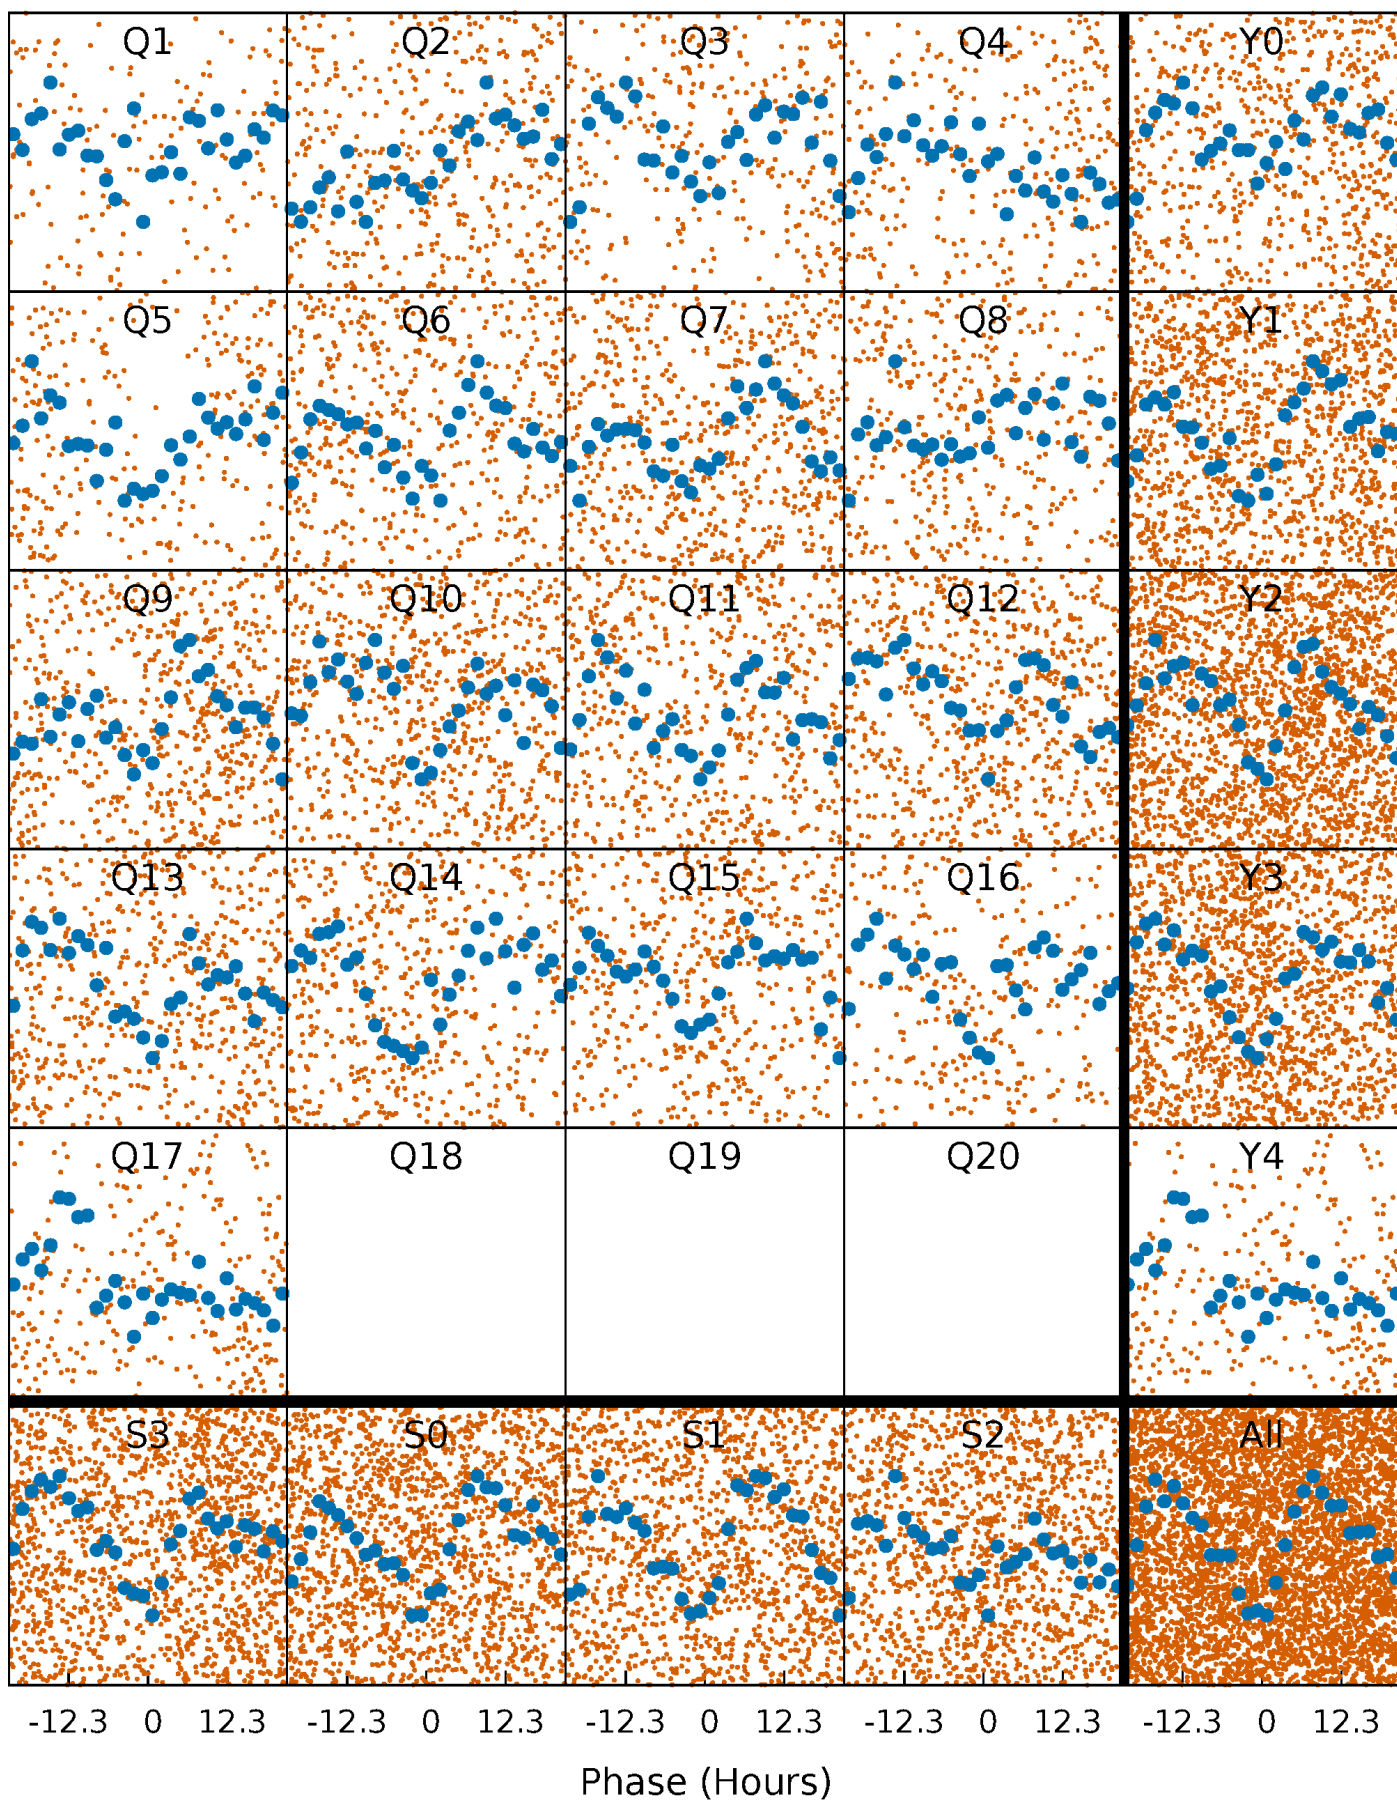 Q1 Q2 Q3 Q4 Y0
Q5 Q6 Q7 Q8 Y1
Q9 Q10 Q11 Q12 Y2
Q13 Q14 Q15 Q16 Y3
Q17 Q18 Q19 Q20 Y4
S3 S0 S1 S2 All
-12.3 0 12.3 -12.3 0 12.3 -12.3 0 12.3 -12.3 0 12.3 -12.3 0 12.3
Phase (Hours)